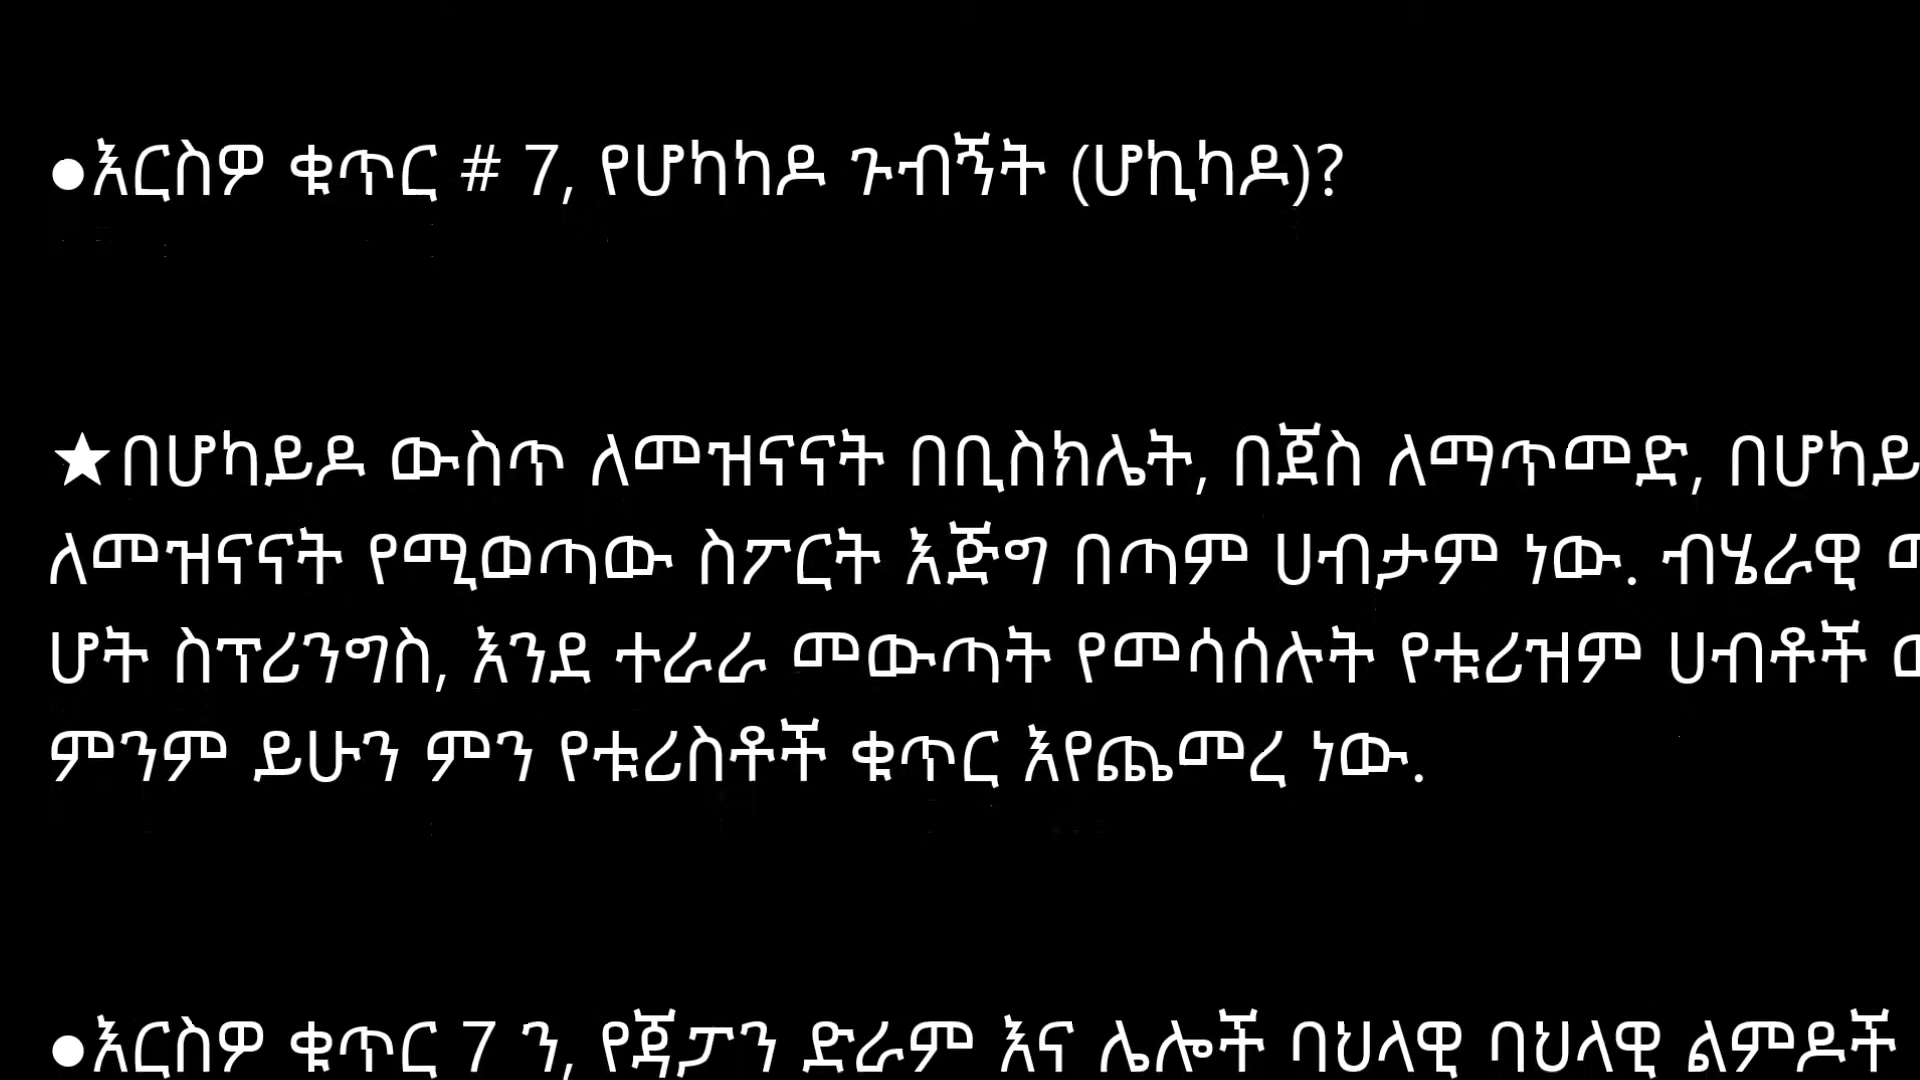 ●እርስዎ ቁጥር # 7, የሆካካዶ ጉብኝት (ሆኪካዶ)?
★በሆካይዶ ውስጥ ለመዝናናት በቢስክሌት, በጀስ ለማጥመድ, በሆካይ
ለመዝናናት የሚወጣው ስፖርት እጅግ በጣም ሀብታም ነው. ብሄራዊ
ሆት ስፕሪንግስ, እንደ ተራራ መውጣት የመሳሰሉት የቱሪዝም ሀብቶች
ምንም ይሁን ምን የቱሪስቶች ቁጥር እየጨመረ ነው.
●እርስዎ ቁጥር 7 ን, የጃፓን ድራም እና ሌሎች ባህላዊ ባህላዊ ልምዶች